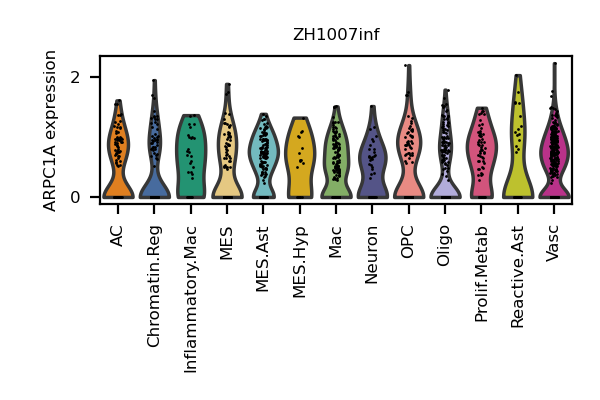 ZH1007inf
ARPC1A expression
2
0
AC
Chromatin.Reg
Inflammatory.Mac
MES
MES.Ast
MES.Hyp
Mac
Neuron
OPC
Oligo
Prolif.Metab
Reactive.Ast
Vasc